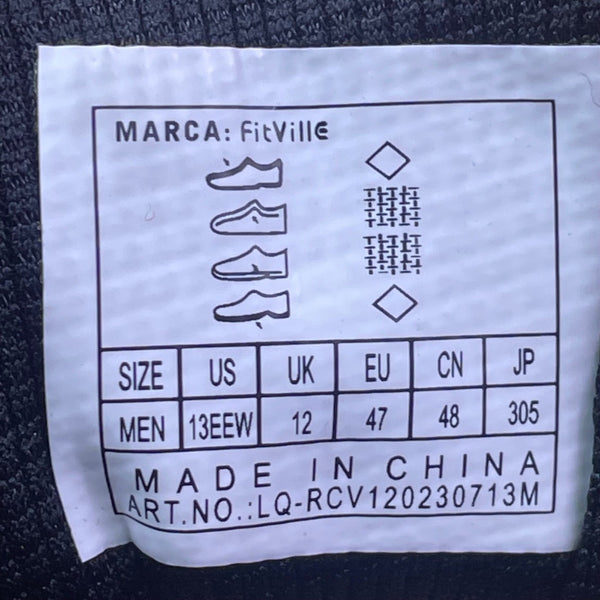 MARCA: FitVille
SIZE US UK EU CN JP
MEN 13EEW 12 47 48 305
MADE IN CHINA
ART.NO.:LQ-RCV120230713M